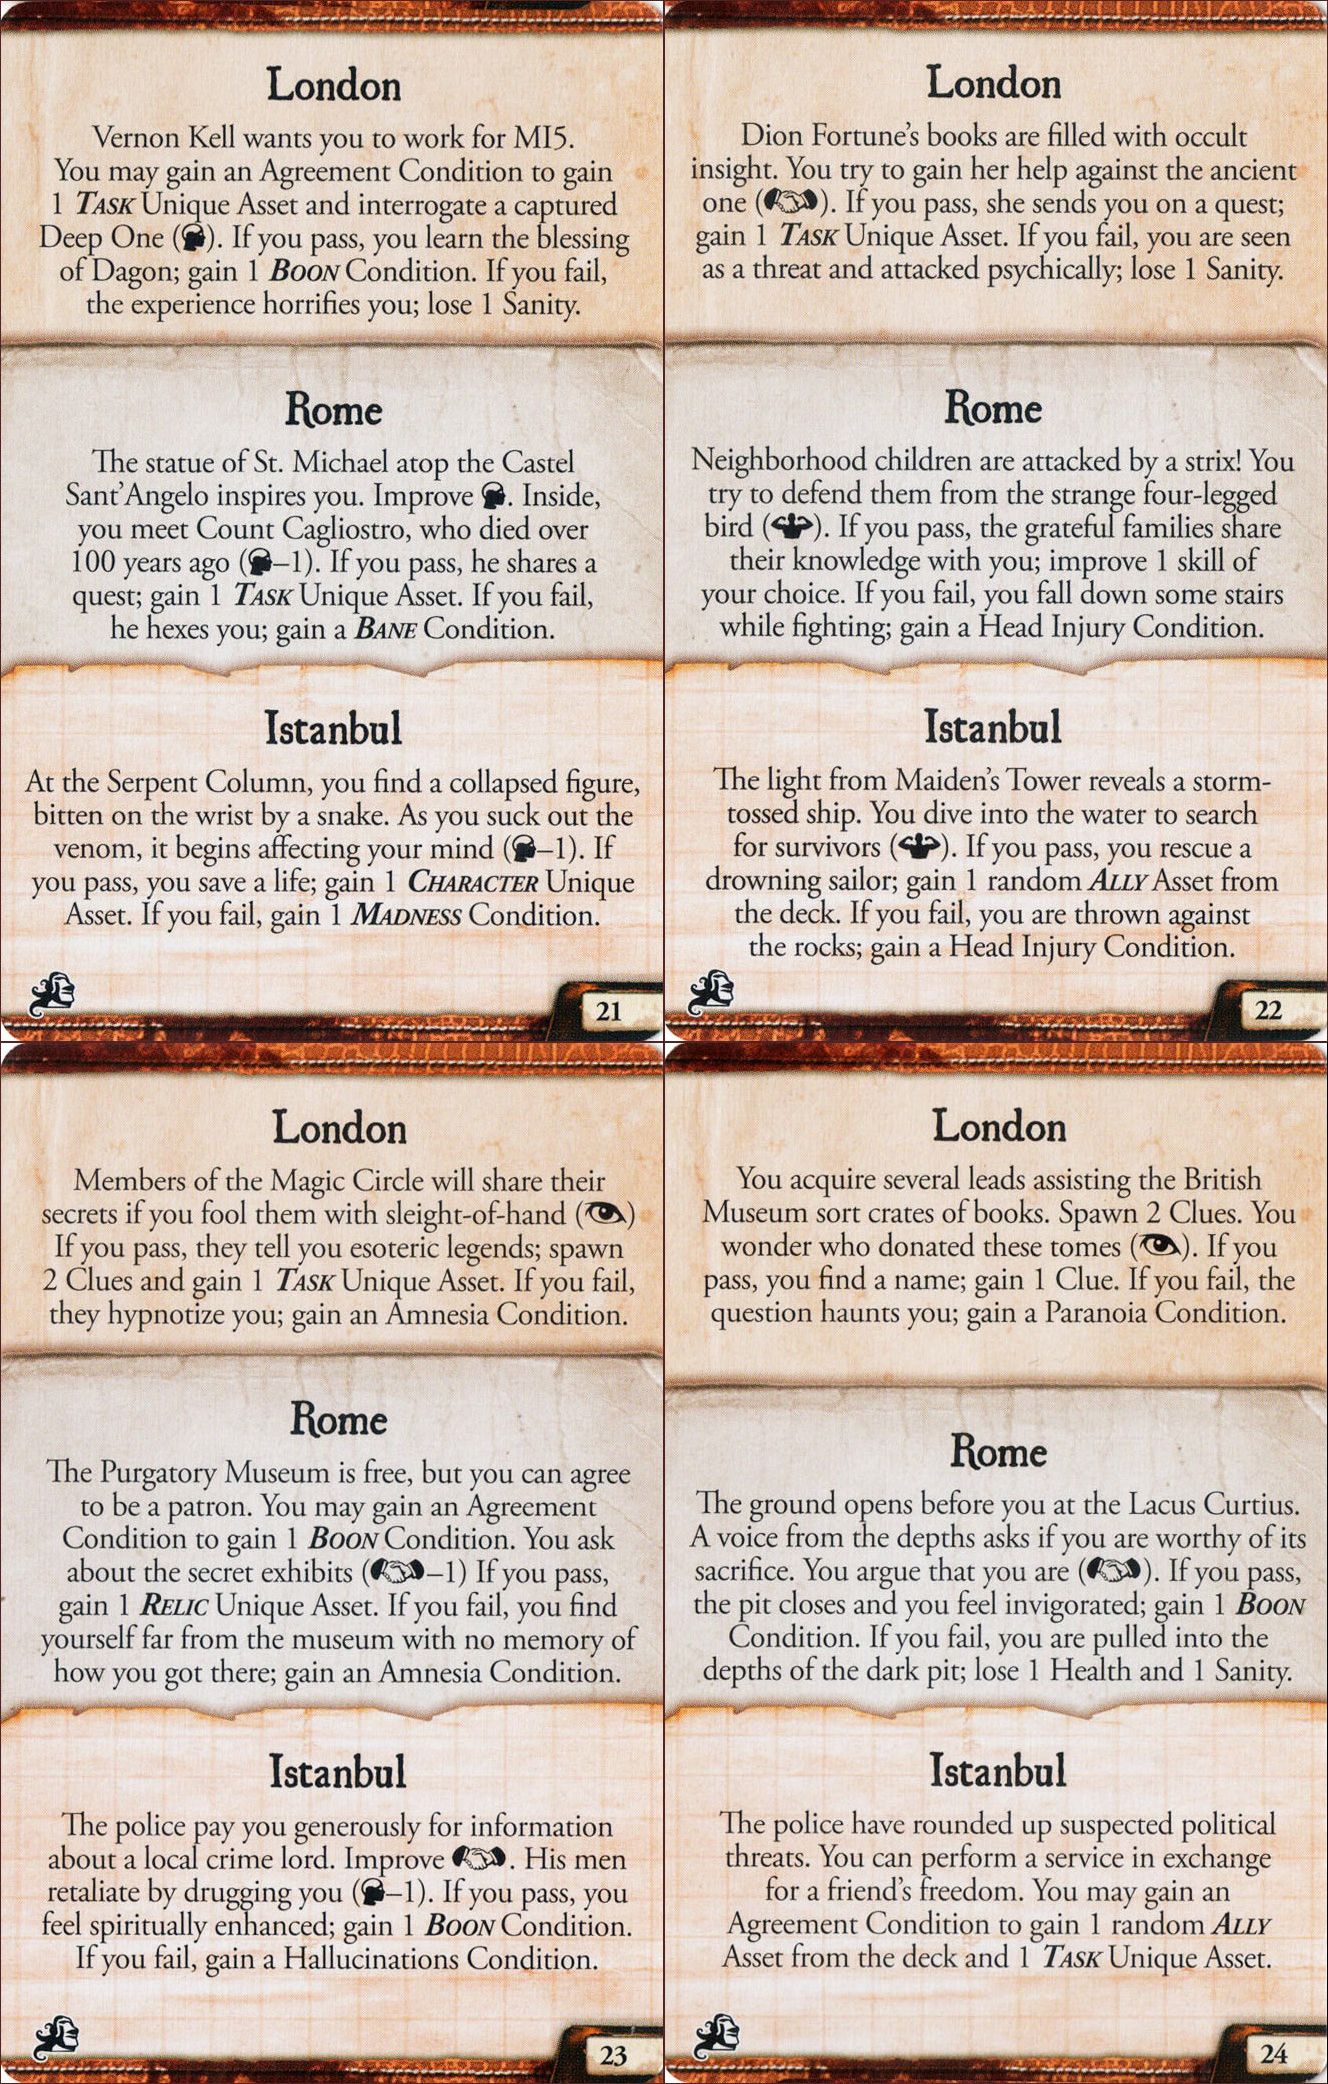 London
Vernon Kell wants you to work for MI5.
You may gain an Agreement Condition to gain
1 TASK Unique Asset and interrogate a captured
Deep One ( ). If you pass, you learn the blessing
of Dagon; gain 1 BOON Condition. If you fail,
the experience horrifies you; lose 1 Sanity.
Rome
The statue of St. Michael atop the Castel
Sant'Angelo inspires you. Improve . Inside,
you meet Count Cagliostro, who died over
100 years ago ( –1). If you pass, he shares a
quest; gain 1 TASK Unique Asset. If you fail,
he hexes you; gain a BANE Condition.
Istanbul
At the Serpent Column, you find a collapsed figure,
bitten on the wrist by a snake. As you suck out the
venom, it begins affecting your mind ( –1). If
you pass, you save a life; gain 1 CHARACTER Unique
Asset. If you fail, gain 1 MADNESS Condition.
21
London
Dion Fortune's books are filled with occult
insight. You try to gain her help against the ancient
one ( ). If you pass, she sends you on a quest;
gain 1 TASK Unique Asset. If you fail, you are seen
as a threat and attacked psychically; lose 1 Sanity.
Rome
Neighborhood children are attacked by a strix! You
try to defend them from the strange four-legged
bird ( ). If you pass, the grateful families share
their knowledge with you; improve 1 skill of
your choice. If you fail, you fall down some stairs
while fighting; gain a Head Injury Condition.
Istanbul
The light from Maiden's Tower reveals a storm-
tossed ship. You dive into the water to search
for survivors ( ). If you pass, you rescue a
drowning sailor; gain 1 random ALLY Asset from
the deck. If you fail, you are thrown against
the rocks; gain a Head Injury Condition.
22
London
Members of the Magic Circle will share their
secrets if you fool them with sleight-of-hand ( )
If you pass, they tell you esoteric legends; spawn
2 Clues and gain 1 TASK Unique Asset. If you fail,
they hypnotize you; gain an Amnesia Condition.
Rome
The Purgatory Museum is free, but you can agree
to be a patron. You may gain an Agreement
Condition to gain 1 BOON Condition. You ask
about the secret exhibits ( –1) If you pass,
gain 1 RELIC Unique Asset. If you fail, you find
yourself far from the museum with no memory of
how you got there; gain an Amnesia Condition.
Istanbul
The police pay you generously for information
about a local crime lord. Improve . His men
retaliate by drugging you ( –1). If you pass, you
feel spiritually enhanced; gain 1 BOON Condition.
If you fail, gain a Hallucinations Condition.
23
London
You acquire several leads assisting the British
Museum sort crates of books. Spawn 2 Clues. You
wonder who donated these tomes ( ). If you
pass, you find a name; gain 1 Clue. If you fail, the
question haunts you; gain a Paranoia Condition.
Rome
The ground opens before you at the Lacus Curtius.
A voice from the depths asks if you are worthy of its
sacrifice. You argue that you are ( ). If you pass,
the pit closes and you feel invigorated; gain 1 BOON
Condition. If you fail, you are pulled into the
depths of the dark pit; lose 1 Health and 1 Sanity.
Istanbul
The police have rounded up suspected political
threats. You can perform a service in exchange
for a friend's freedom. You may gain an
Agreement Condition to gain 1 random ALLY
Asset from the deck and 1 TASK Unique Asset.
24